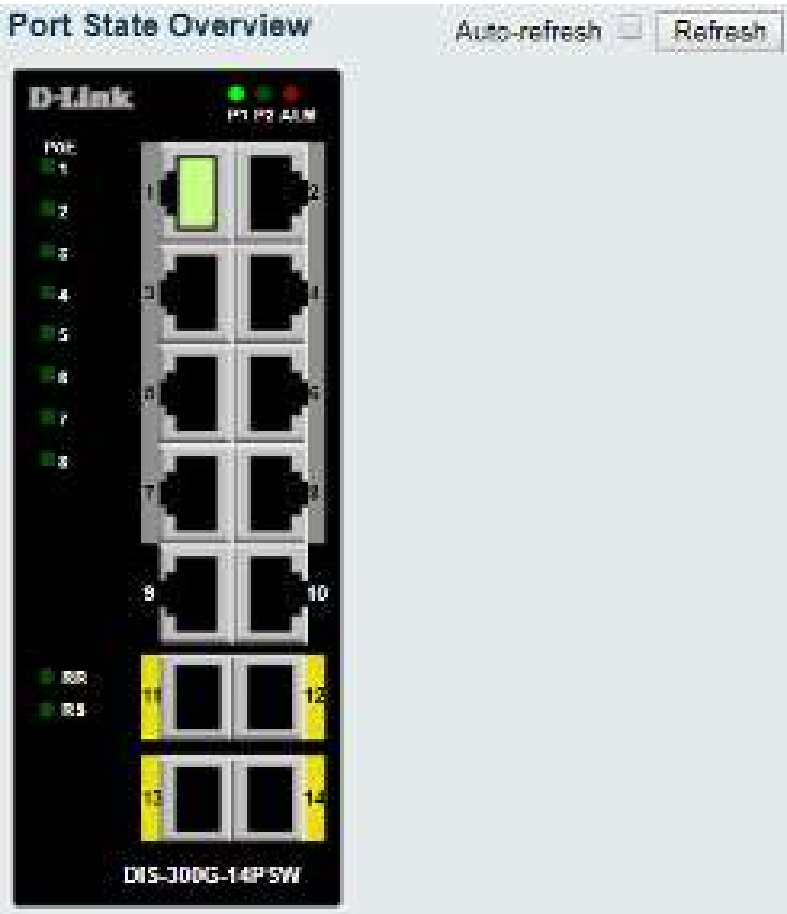 Port State Overview
Auto-refresh Refresh
D-Link
P1 P2 ALM
POE
1
2
3
4
5
6
7
8
1 2
3 4
5 6
7 8
9 10
RR
RS
11 12
13 14
DIS-300G-14PSW